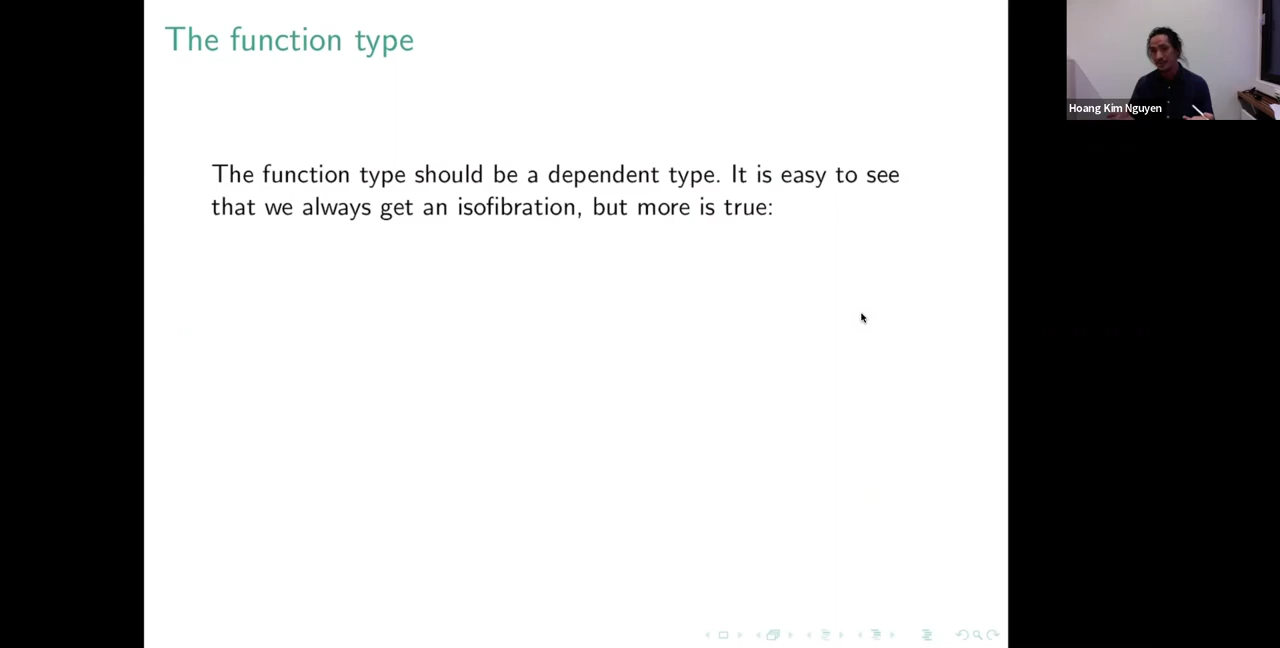 The function type
Hoang Kim Nguyen
The function type should be a dependent type. It is easy to see
that we always get an isofibration, but more is true: